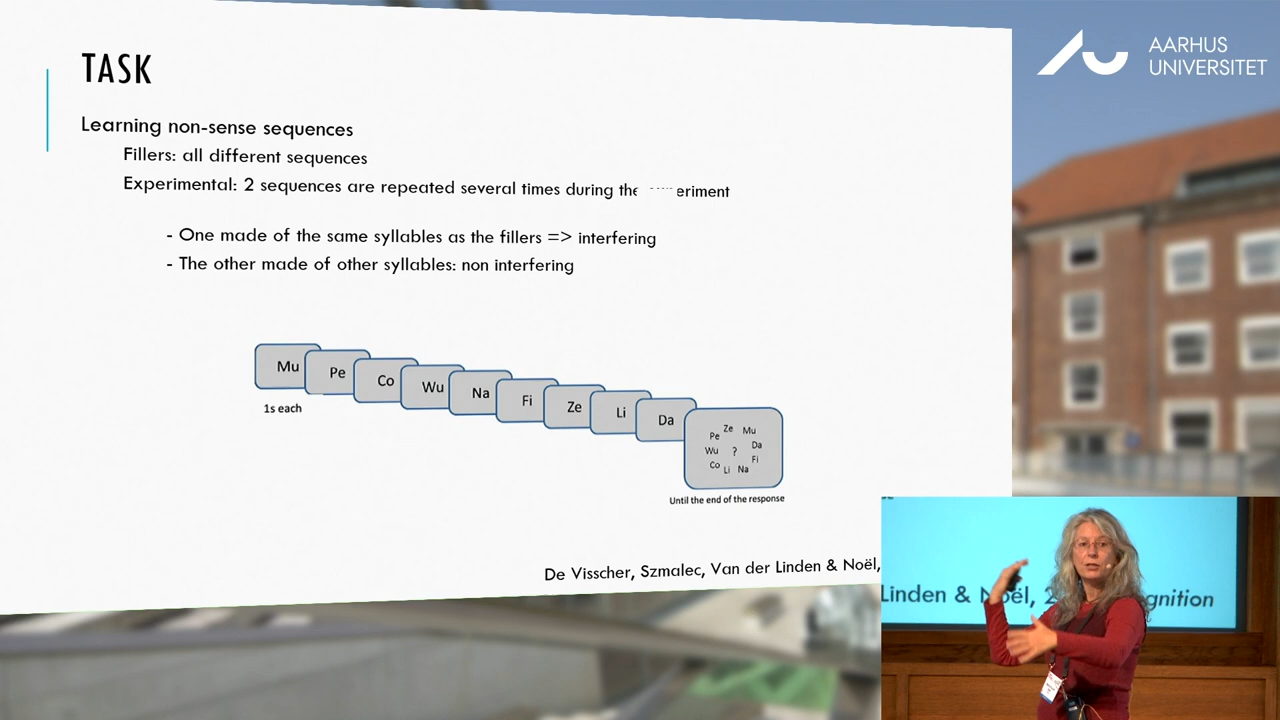 TASK
Learning non-sense sequences
Fillers: all different sequences
Experimental: 2 sequences are repeated several times during the eriment
- One made of the same syllables as the fillers => interfering
- The other made of other syllables: non interfering
Mu
Pe
Co
Wu
Na
Fi
Ze
Li
Da
1s each
Ze Mu
Pe Da
Wu ? Fi
Co Li Na
Until the end of the response
De Visscher, Szmalec, Van der Linden & Noël,
AARHUS
UNIVERSITET
Linden & Noël, 2 gnition